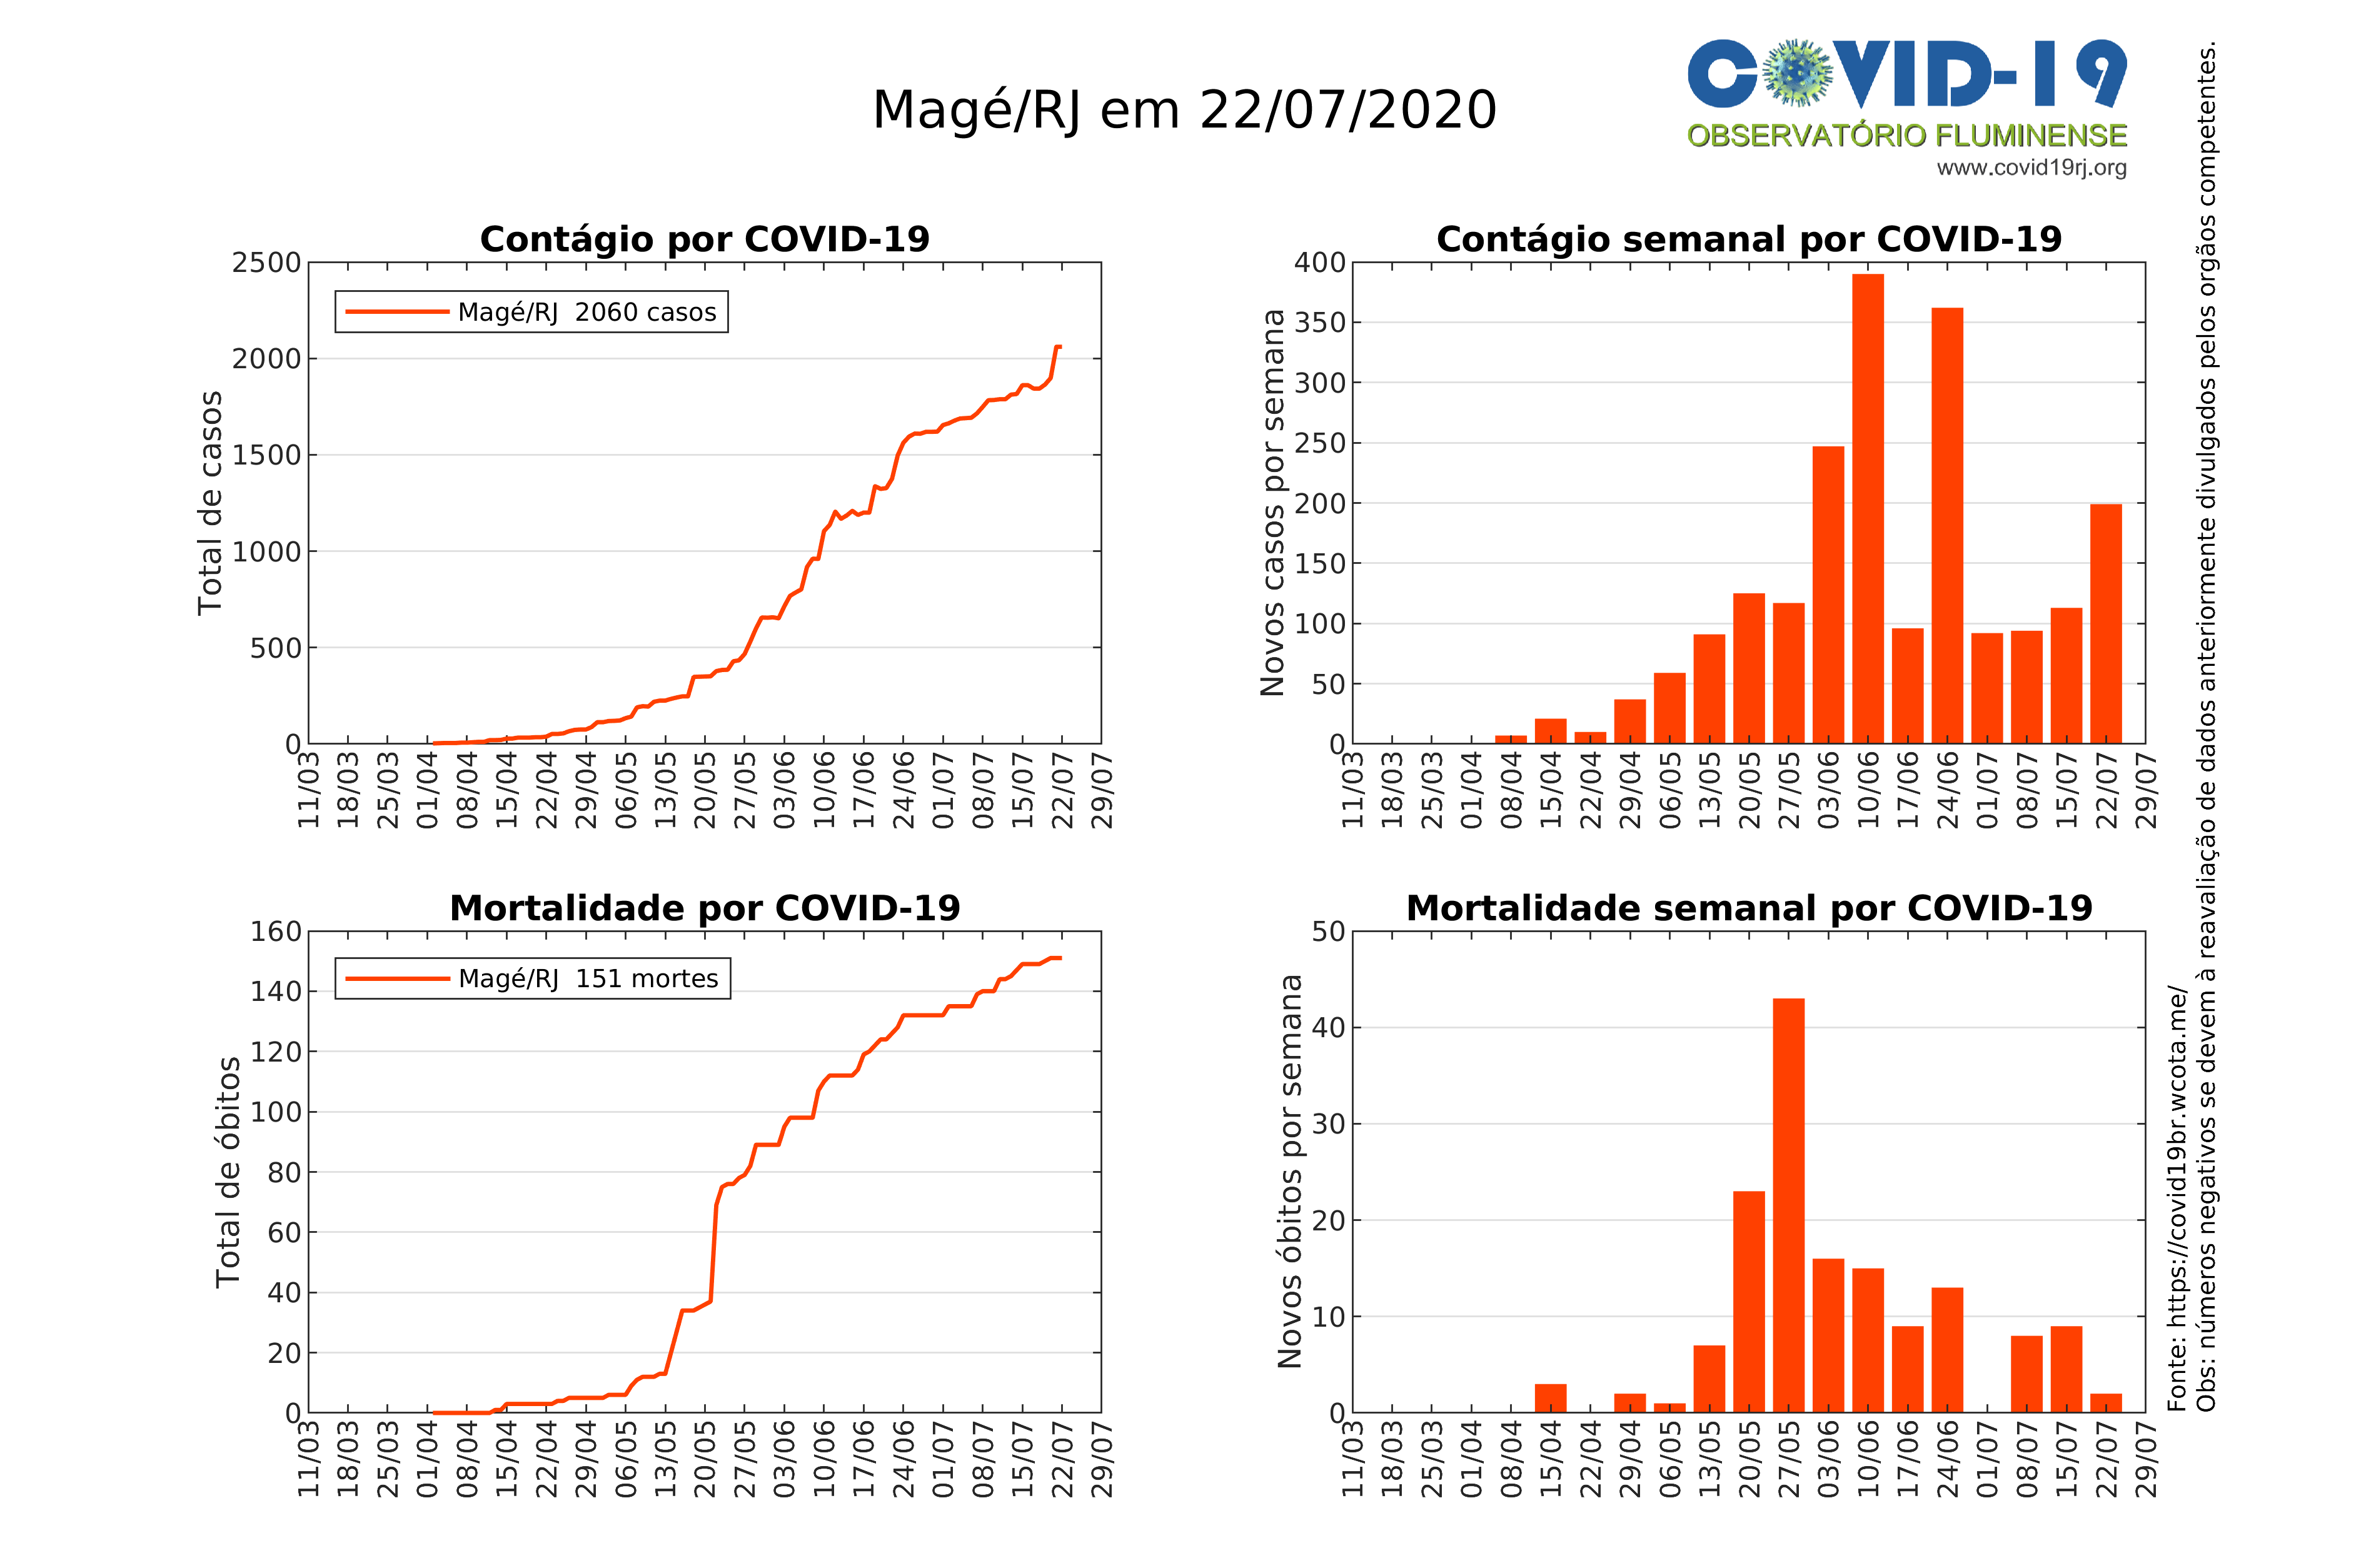 Magé/RJ em 22/07/2020
COVID-19
OBSERVATÓRIO FLUMINENSE
www.covid19rj.org
Contágio por COVID-19
Total de casos
2500
2000
1500
1000
500
0
Magé/RJ 2060 casos
11/03 18/03 25/03 01/04 08/04 15/04 22/04 29/04 06/05 13/05 20/05 27/05 03/06 10/06 17/06 24/06 01/07 08/07 15/07 22/07 29/07
Contágio semanal por COVID-19
Novos casos por semana
400
350
300
250
200
150
100
50
0
11/03 18/03 25/03 01/04 08/04 15/04 22/04 29/04 06/05 13/05 20/05 27/05 03/06 10/06 17/06 24/06 01/07 08/07 15/07 22/07 29/07
Mortalidade por COVID-19
Total de óbitos
160
140
120
100
80
60
40
20
0
Magé/RJ 151 mortes
11/03 18/03 25/03 01/04 08/04 15/04 22/04 29/04 06/05 13/05 20/05 27/05 03/06 10/06 17/06 24/06 01/07 08/07 15/07 22/07 29/07
Mortalidade semanal por COVID-19
Novos óbitos por semana
50
40
30
20
10
0
11/03 18/03 25/03 01/04 08/04 15/04 22/04 29/04 06/05 13/05 20/05 27/05 03/06 10/06 17/06 24/06 01/07 08/07 15/07 22/07 29/07
Fonte: https://covid19br.wcota.me/
Obs: números negativos se devem à reavaliação de dados anteriormente divulgados pelos orgãos competentes.